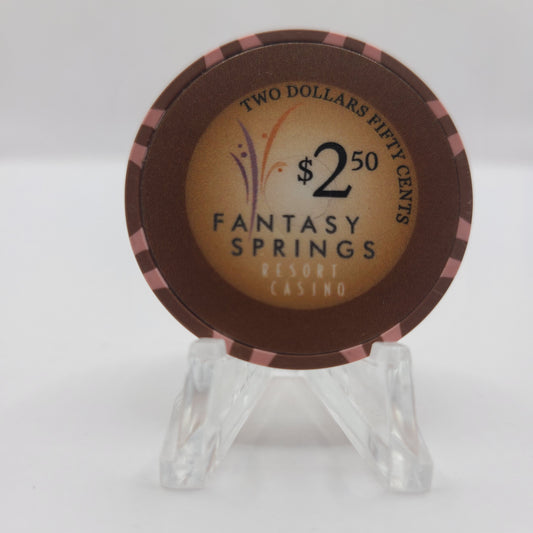 TWO DOLLARS FIFTY CENTS
$2.50
FANTASY
SPRINGS
RESORT
CASINO